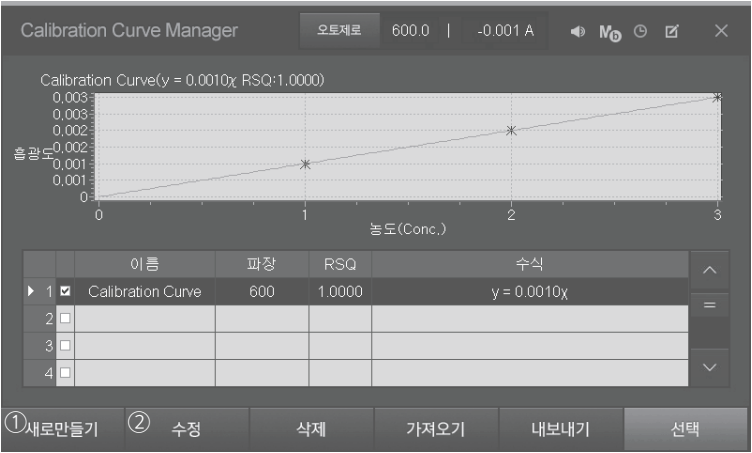 Calibration Curve Manager 오토제로 600.0 | -0.001 A Mb
Calibration Curve(y = 0.0010χ RSQ:1.0000)
0.003
0.003
0.002
흡광도 0.002
0.001
0.001
0
0 1 2 3
농도(Conc.)
이름 파장 RSQ 수식
1 Calibration Curve 600 1.0000 y = 0.0010χ
2
3
4
①새로만들기 ② 수정 삭제 가져오기 내보내기 선택